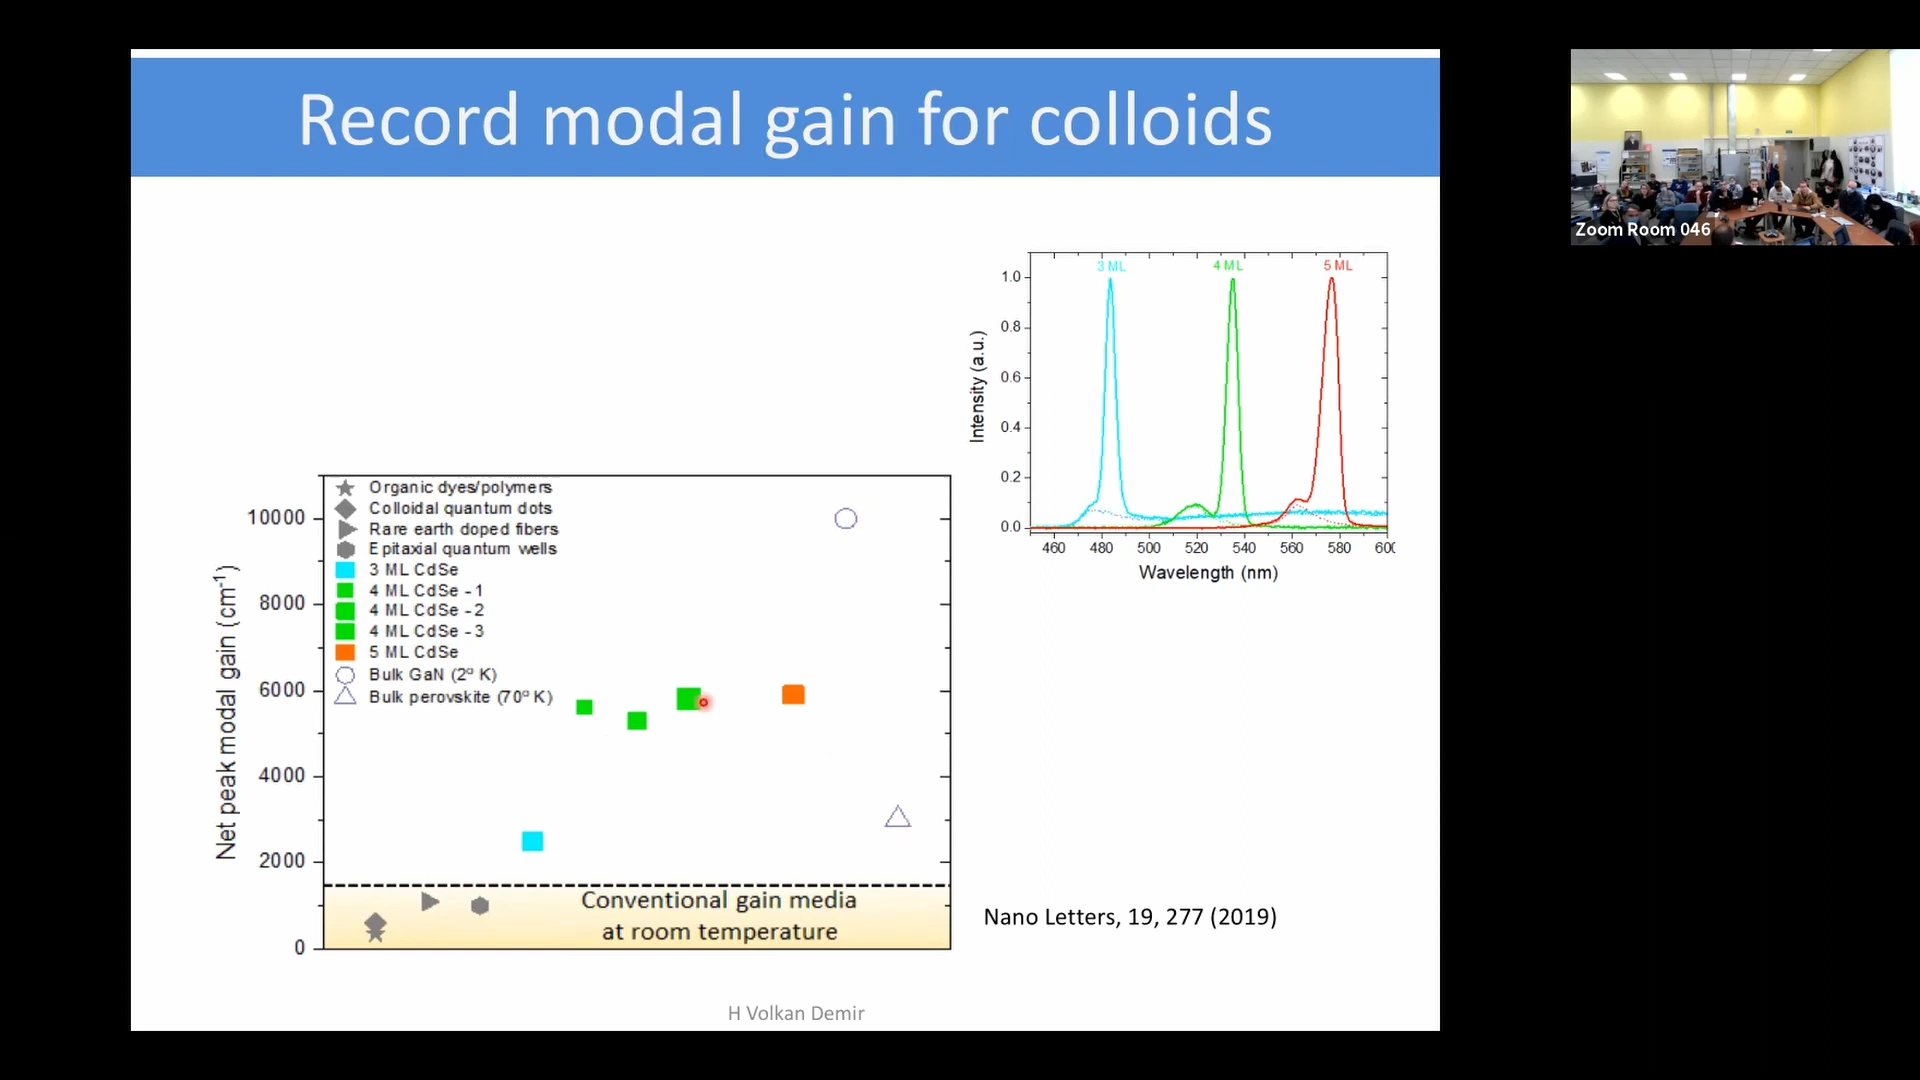 Record modal gain for colloids
Zoom Room 046
3 ML
4 ML
5 ML
1.0
0.8
0.6
0.4
0.2
0.0
Intensity (a.u.)
460 480 500 520 540 560 580 600
Wavelength (nm)
Organic dyes/polymers
Colloidal quantum dots
Rare earth doped fibers
Epitaxial quantum wells
3 ML CdSe
4 ML CdSe - 1
4 ML CdSe - 2
4 ML CdSe - 3
5 ML CdSe
Bulk GaN (2º K)
Bulk perovskite (70º K)
10000
8000
6000
4000
2000
0
Net peak modal gain (cm⁻¹)
Conventional gain media
at room temperature
Nano Letters, 19, 277 (2019)
H Volkan Demir